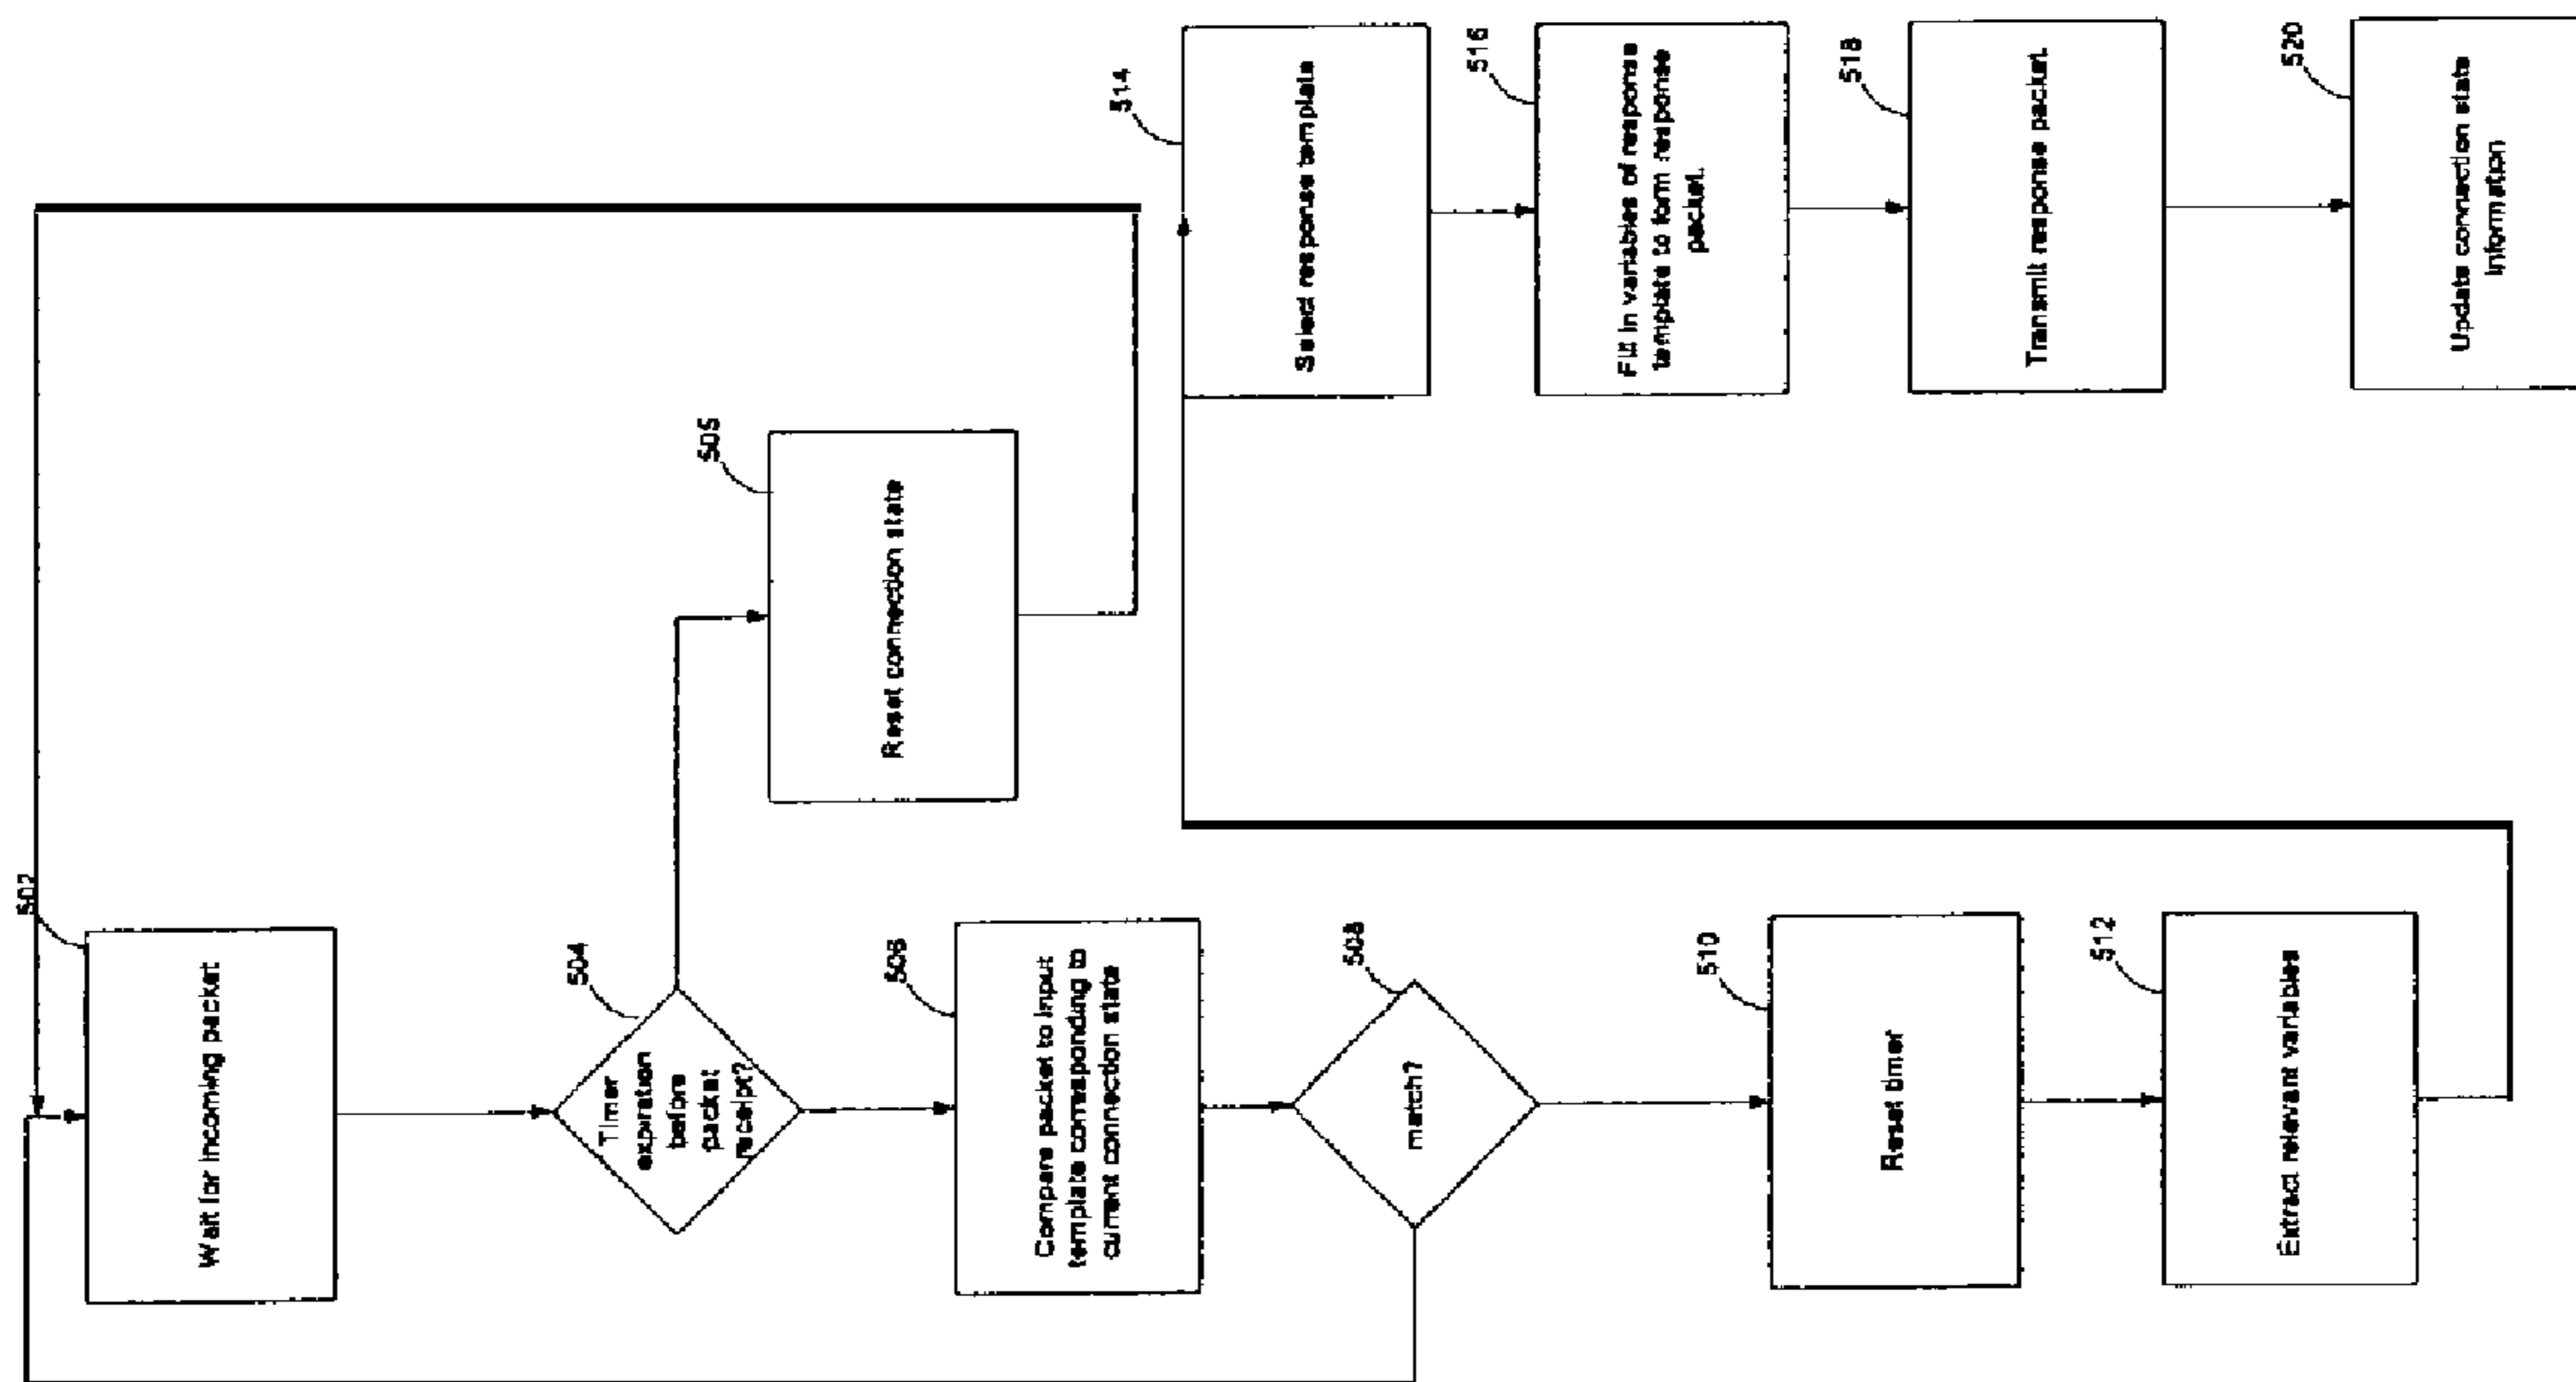 502
Wait for incoming packet
504
Timer
expiration
before
packet
receipt?
505
Reset connection state
506
Compare packet to input
template corresponding to
current connection state
508
match?
510
Reset timer
512
Extract relevant variables
514
Select response template
516
Fill in variables of response
template to form response
packet.
518
Transmit response packet.
520
Update connection state
information